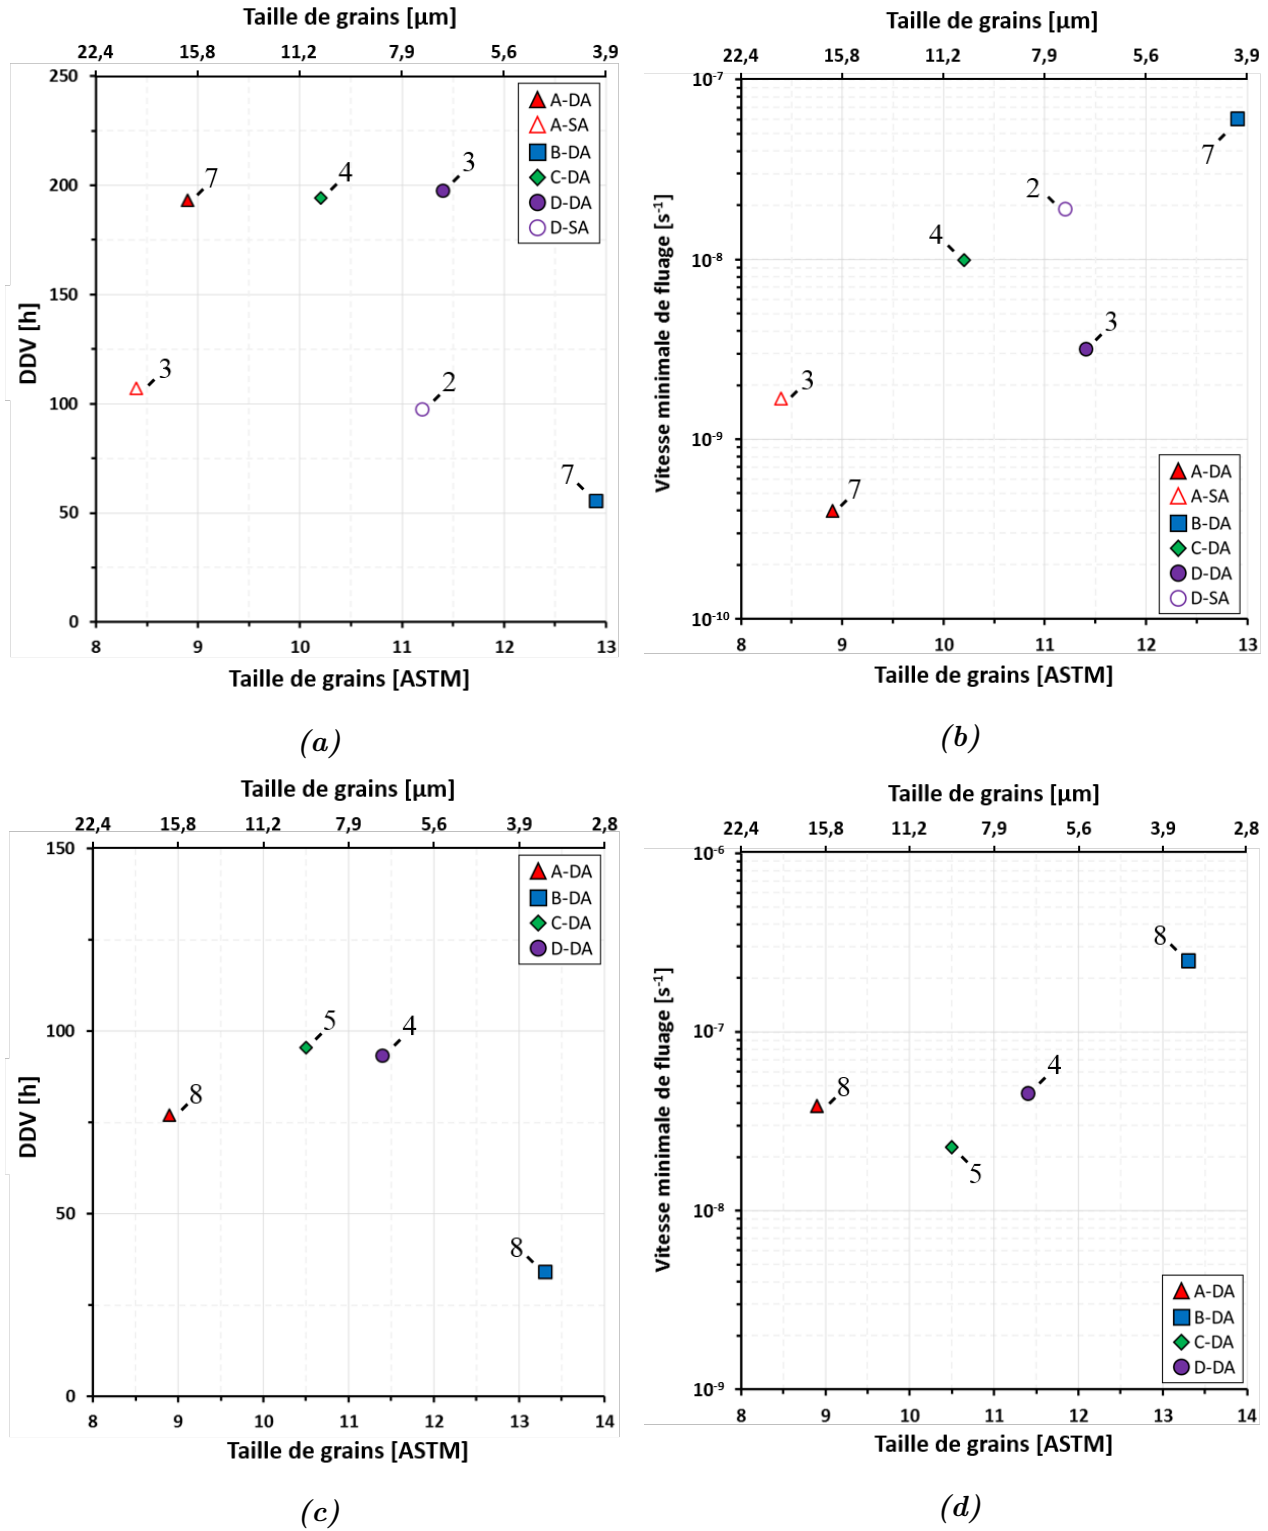 Taille de grains [µm]
22,4 15,8 11,2 7,9 5,6 3,9
250
200
150
100
50
0
DDV [h]
A-DA
A-SA
B-DA
C-DA
D-DA
D-SA
7
4
3
3
2
7
8 9 10 11 12 13
Taille de grains [ASTM]
(a)
Taille de grains [µm]
22,4 15,8 11,2 7,9 5,6 3,9
10⁻⁷
10⁻⁸
10⁻⁹
10⁻¹⁰
Vitesse minimale de fluage [s⁻¹]
7
2
4
3
3
7
A-DA
A-SA
B-DA
C-DA
D-DA
D-SA
8 9 10 11 12 13
Taille de grains [ASTM]
(b)
Taille de grains [µm]
22,4 15,8 11,2 7,9 5,6 3,9 2,8
150
100
50
0
DDV [h]
A-DA
B-DA
C-DA
D-DA
5
4
8
8
8 9 10 11 12 13 14
Taille de grains [ASTM]
(c)
Taille de grains [µm]
22,4 15,8 11,2 7,9 5,6 3,9 2,8
10⁻⁶
10⁻⁷
10⁻⁸
10⁻⁹
Vitesse minimale de fluage [s⁻¹]
8
4
8
5
A-DA
B-DA
C-DA
D-DA
8 9 10 11 12 13 14
Taille de grains [ASTM]
(d)